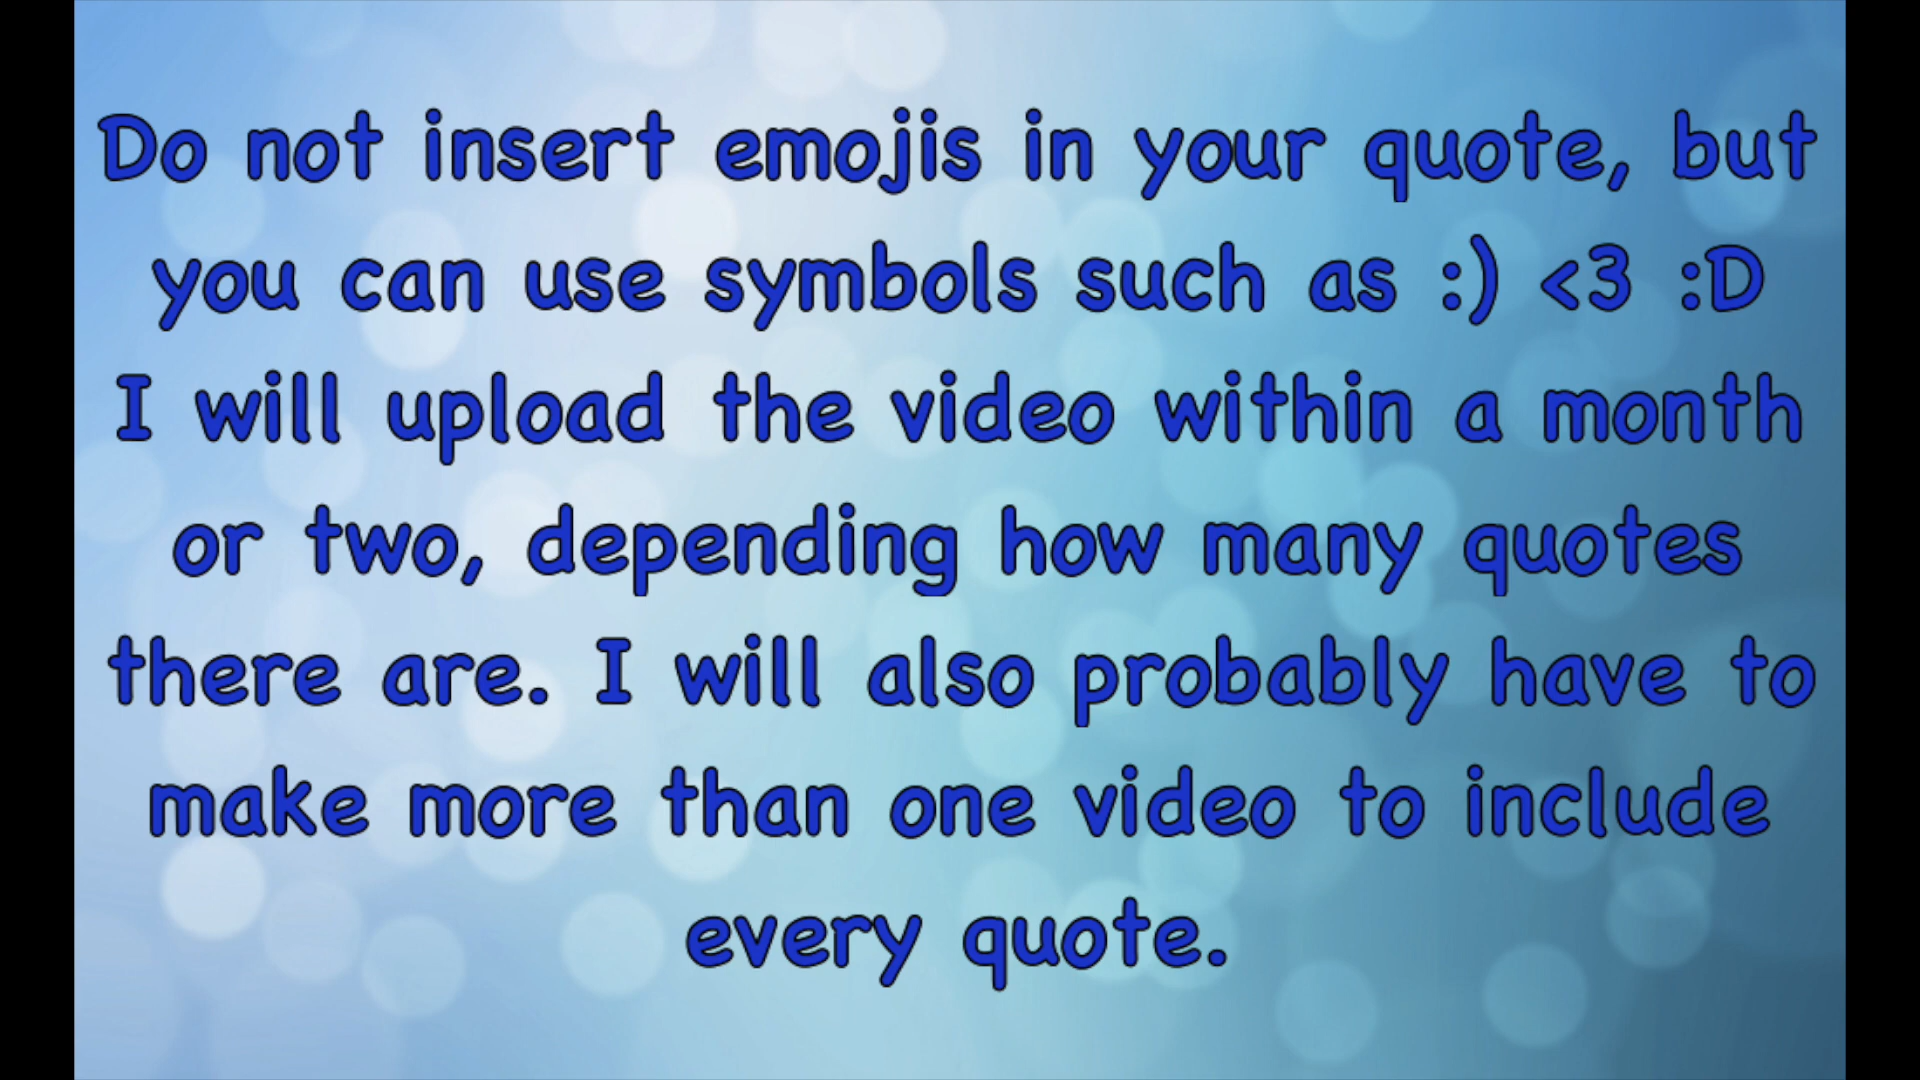 Do not insert emojis in your quote, but
you can use symbols such as :) <3 :D
I will upload the video within a month
or two, depending how many quotes
there are. I will also probably have to
make more than one video to include
every quote.